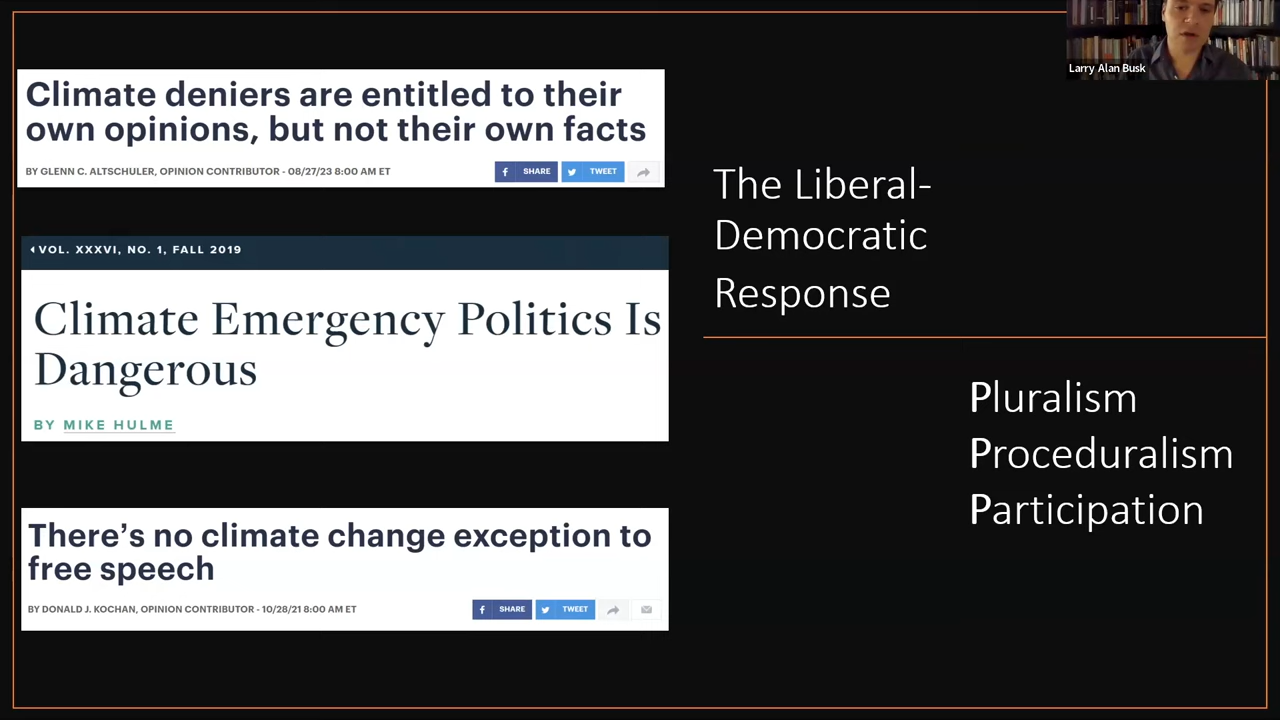 Larry Alan Busk
Climate deniers are entitled to their
own opinions, but not their own facts
BY GLENN C. ALTSCHULER, OPINION CONTRIBUTOR - 08/27/23 8:00 AM ET
f SHARE TWEET
VOL. XXXVI, NO. 1, FALL 2019
Climate Emergency Politics Is
Dangerous
BY MIKE HULME
There’s no climate change exception to
free speech
BY DONALD J. KOCHAN, OPINION CONTRIBUTOR - 10/28/21 8:00 AM ET
f SHARE TWEET
The Liberal-
Democratic
Response
Pluralism
Proceduralism
Participation